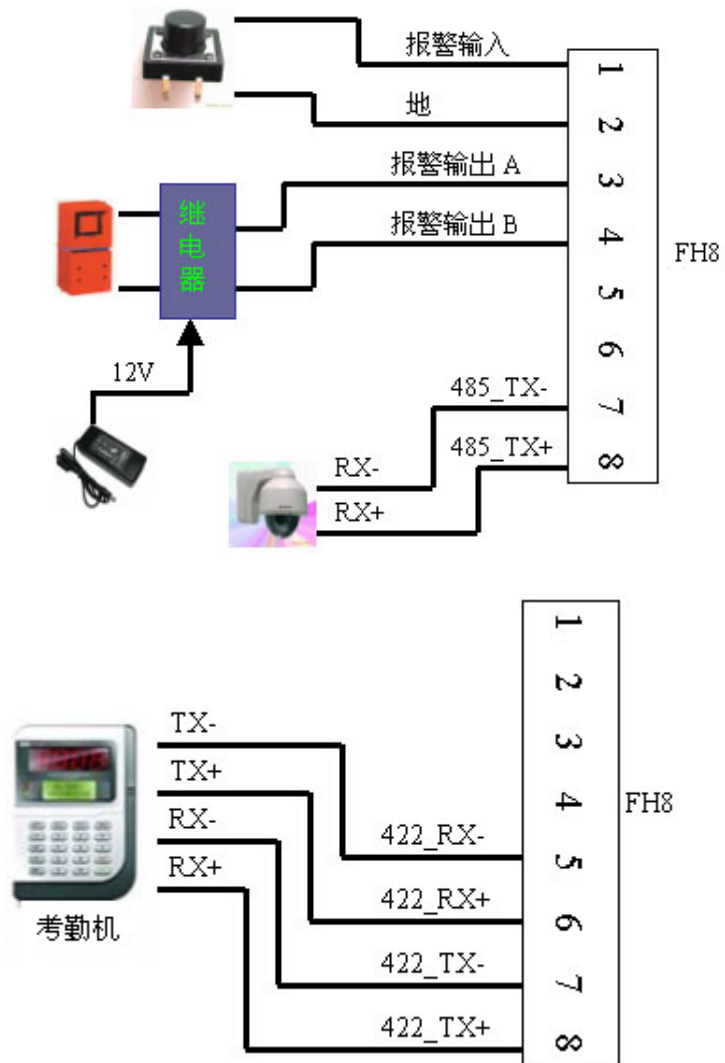 报警输入
1
地
2
报警输出 A
3
继电器
报警输出 B
4
FH8
5
6
12V
485_TX-
7
RX-
485_TX+
8
RX+
1
2
TX-
3
TX+
4
FH8
RX-
422_RX-
5
RX+
422_RX+
6
考勤机
422_TX-
7
422_TX+
8